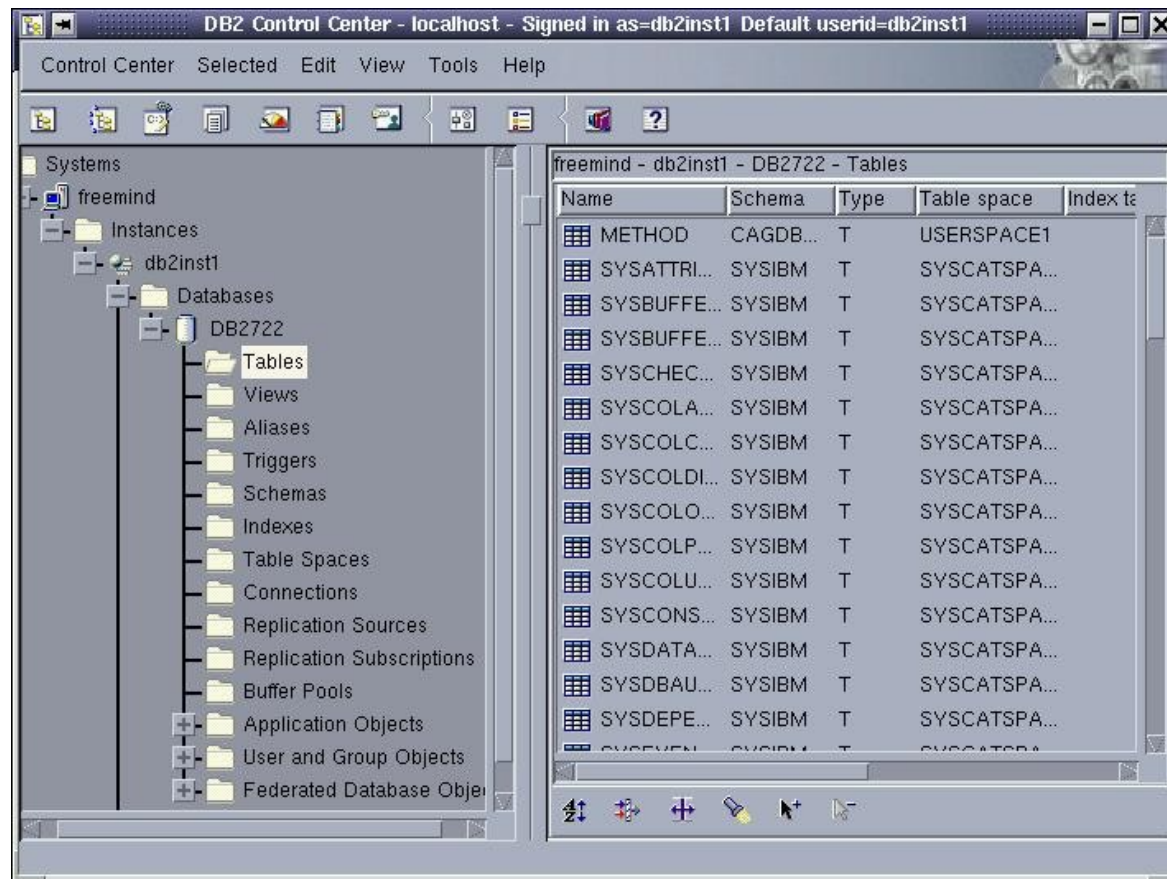 DB2 Control Center - localhost - Signed in as=db2inst1 Default userid=db2inst1
Control Center Selected Edit View Tools Help
Systems
freemind
Instances
db2inst1
Databases
DB2722
Tables
Views
Aliases
Triggers
Schemas
Indexes
Table Spaces
Connections
Replication Sources
Replication Subscriptions
Buffer Pools
Application Objects
User and Group Objects
Federated Database Obje
freemind - db2inst1 - DB2722 - Tables
Name Schema Type Table space Index ta
METHOD CAGDB... T USERSPACE1
SYSATTRI... SYSIBM T SYSCATSPA...
SYSBUFFE... SYSIBM T SYSCATSPA...
SYSBUFFE... SYSIBM T SYSCATSPA...
SYSCHEC... SYSIBM T SYSCATSPA...
SYSCOLA... SYSIBM T SYSCATSPA...
SYSCOLC... SYSIBM T SYSCATSPA...
SYSCOLDI... SYSIBM T SYSCATSPA...
SYSCOLO... SYSIBM T SYSCATSPA...
SYSCOLP... SYSIBM T SYSCATSPA...
SYSCOLU... SYSIBM T SYSCATSPA...
SYSCONS... SYSIBM T SYSCATSPA...
SYSDATA... SYSIBM T SYSCATSPA...
SYSDBAU... SYSIBM T SYSCATSPA...
SYSDEPE... SYSIBM T SYSCATSPA...